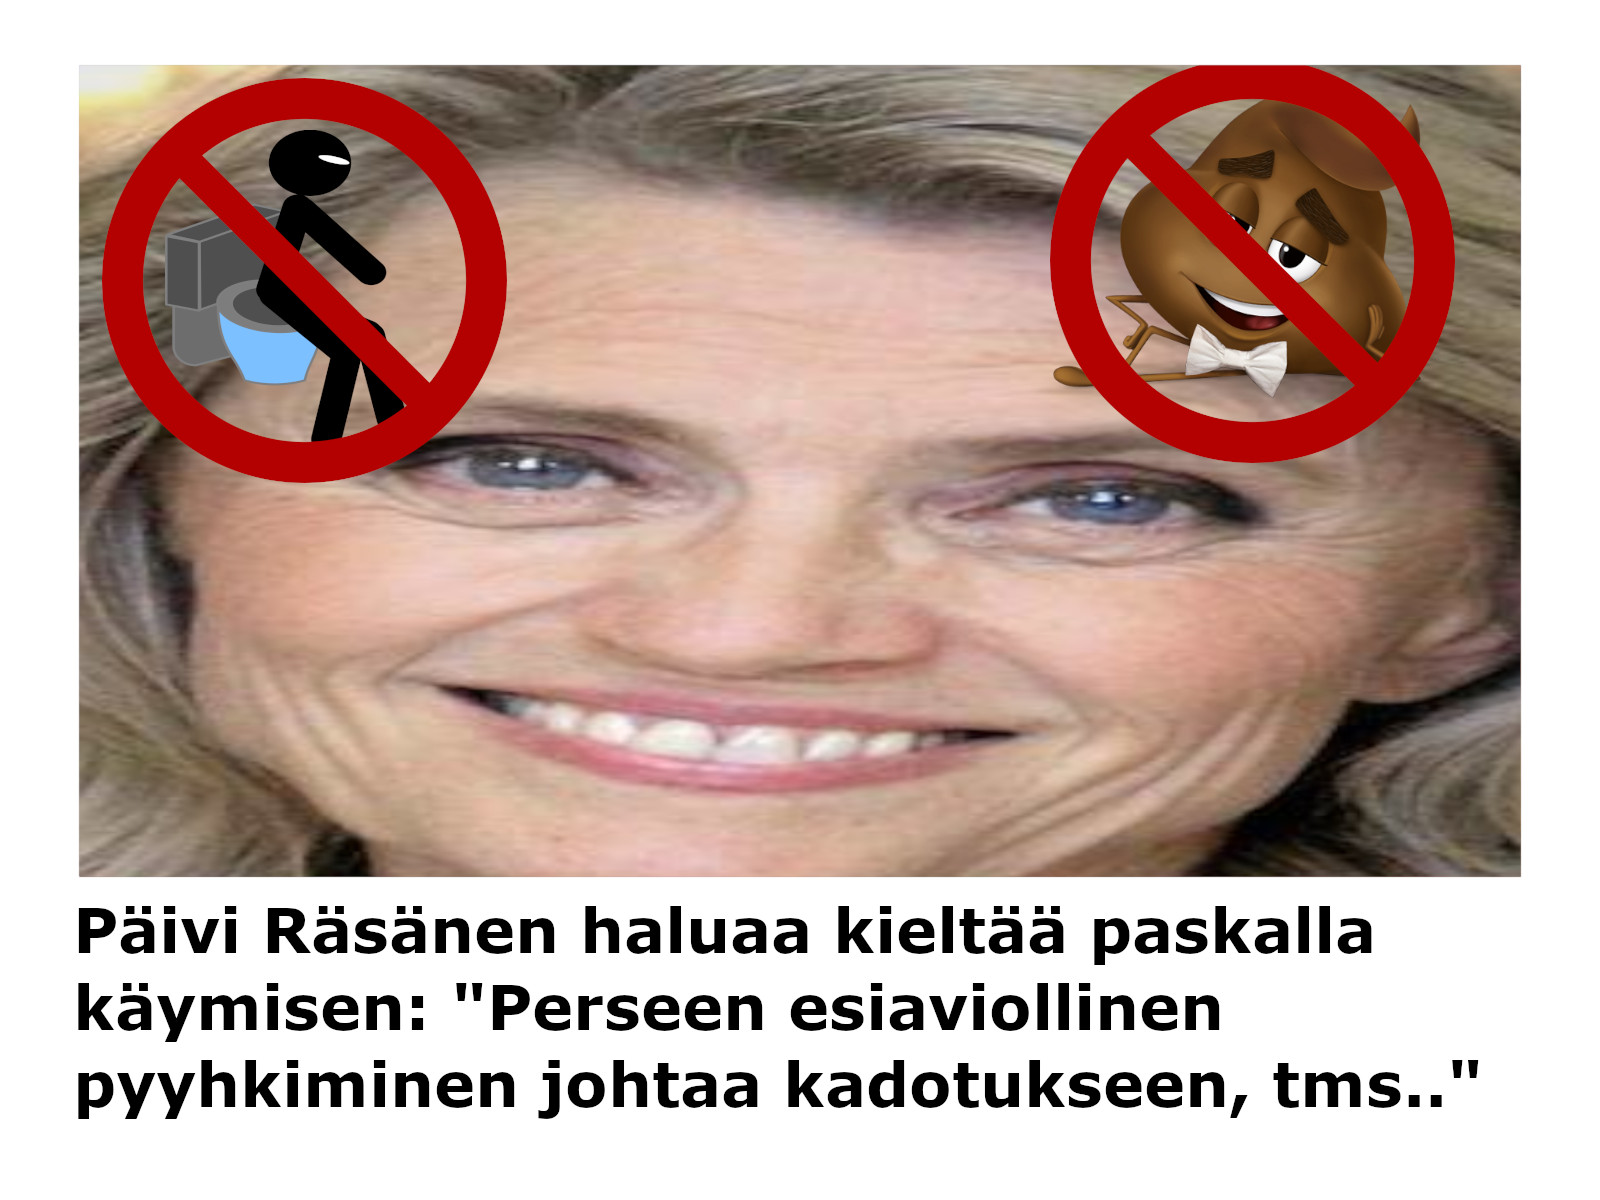 Päivi Räsänen haluaa kieltää paskalla
käymisen: "Perseen esiaviollinen
pyyhkiminen johtaa kadotukseen, tms.."